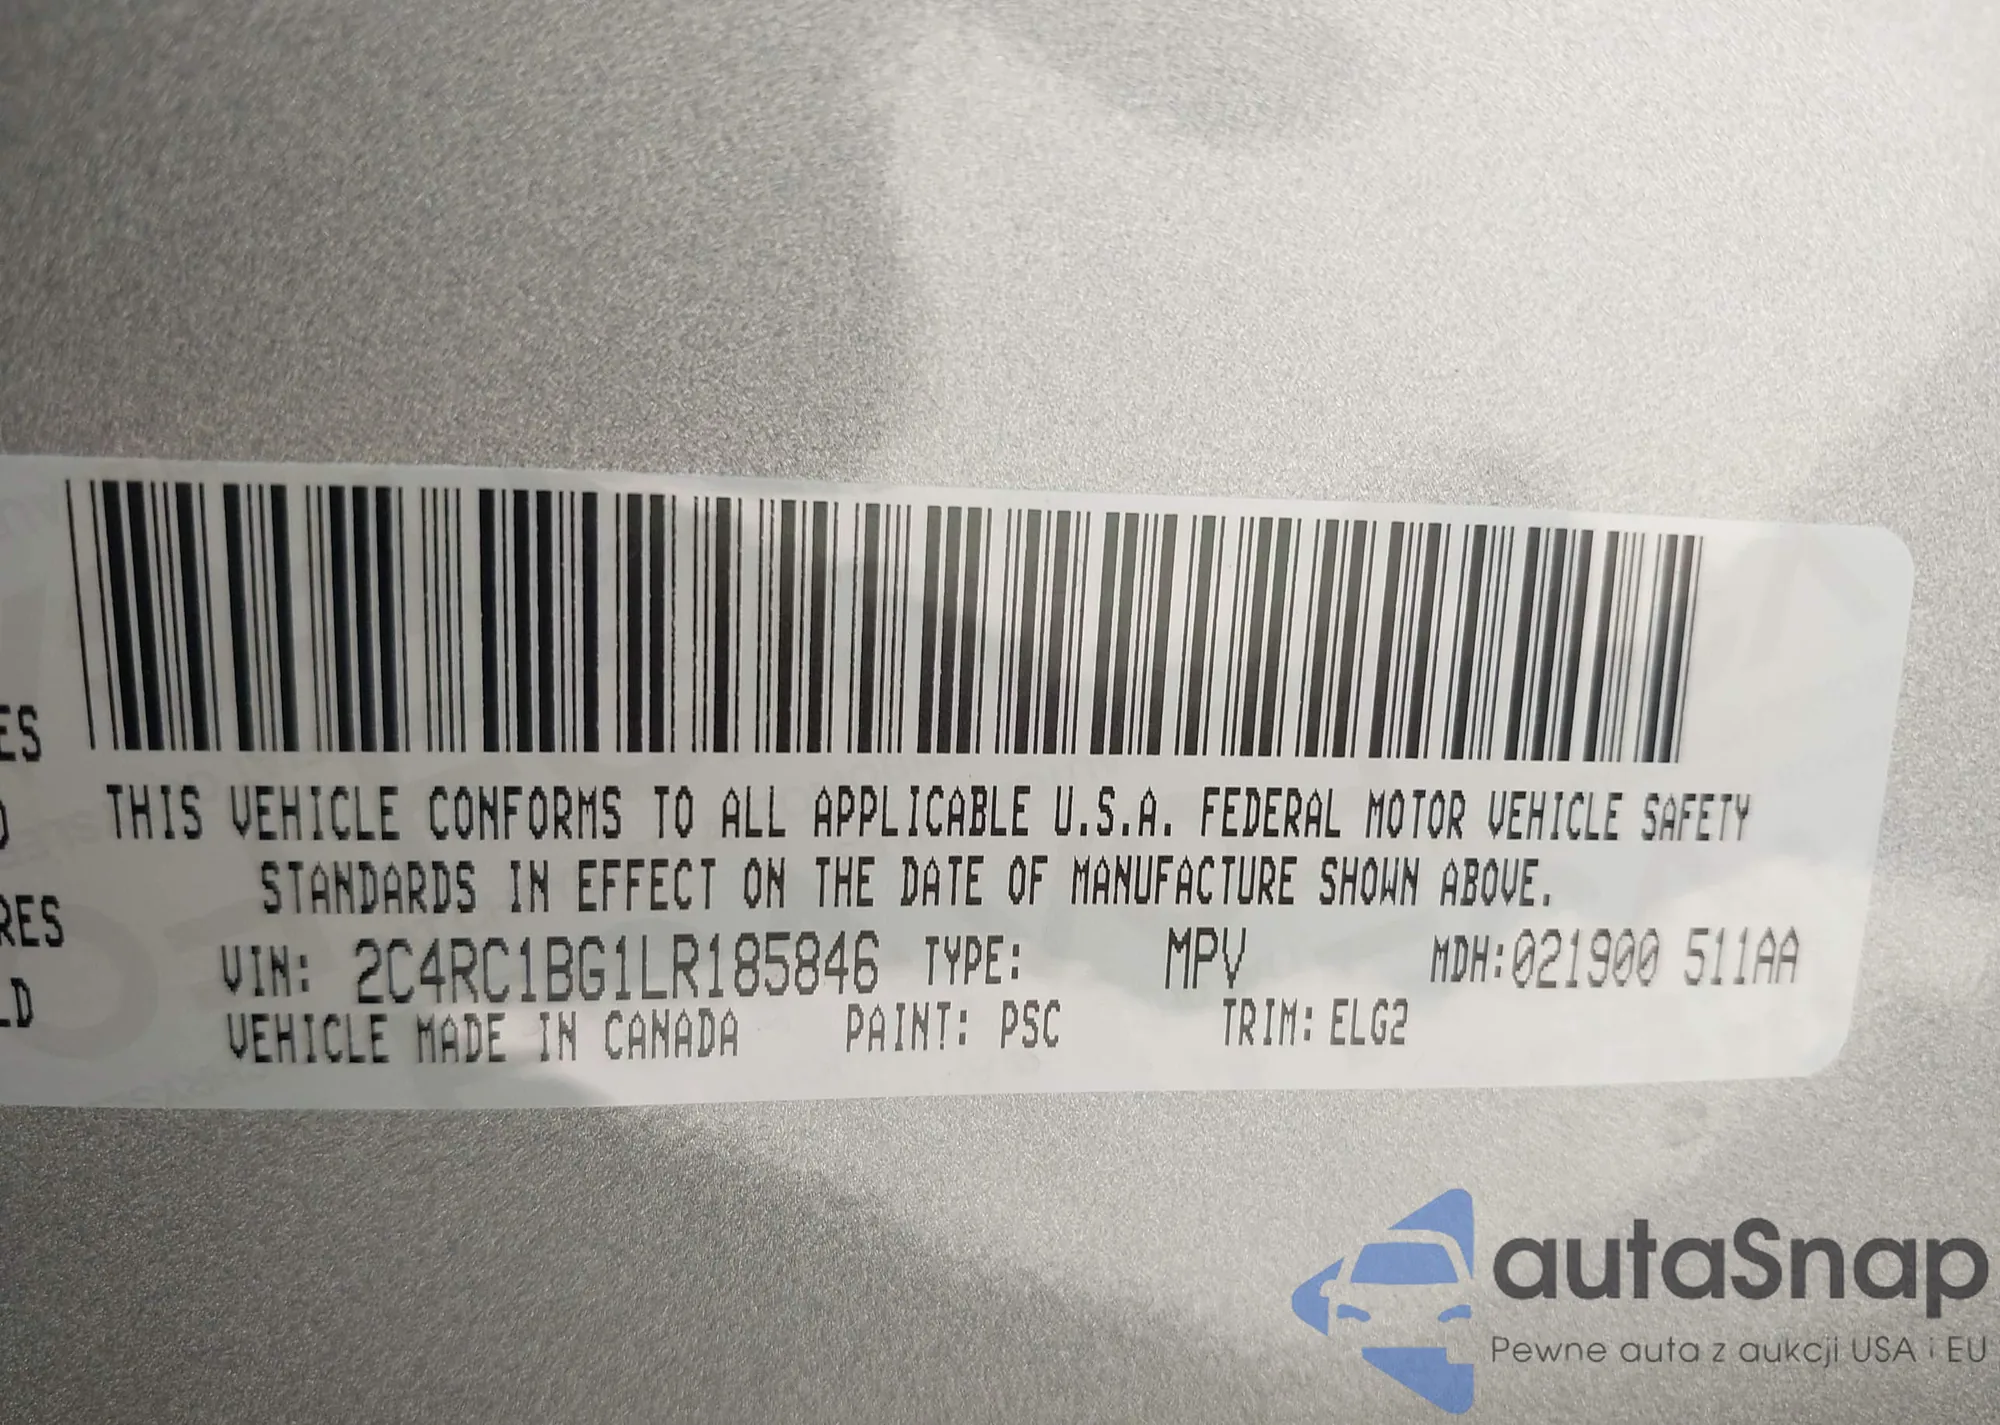 ES
THIS VEHICLE CONFORMS TO ALL APPLICABLE U.S.A. FEDERAL MOTOR VEHICLE SAFETY
STANDARDS IN EFFECT ON THE DATE OF MANUFACTURE SHOWN ABOVE.
RES
VIN: 2C4RC1BG1LR185846 TYPE: MPV MDH:021900 511AA
LD
VEHICLE MADE IN CANADA PAINT: PSC TRIM: ELG2
autaSnap
Pewne auta z aukcji USA i EU